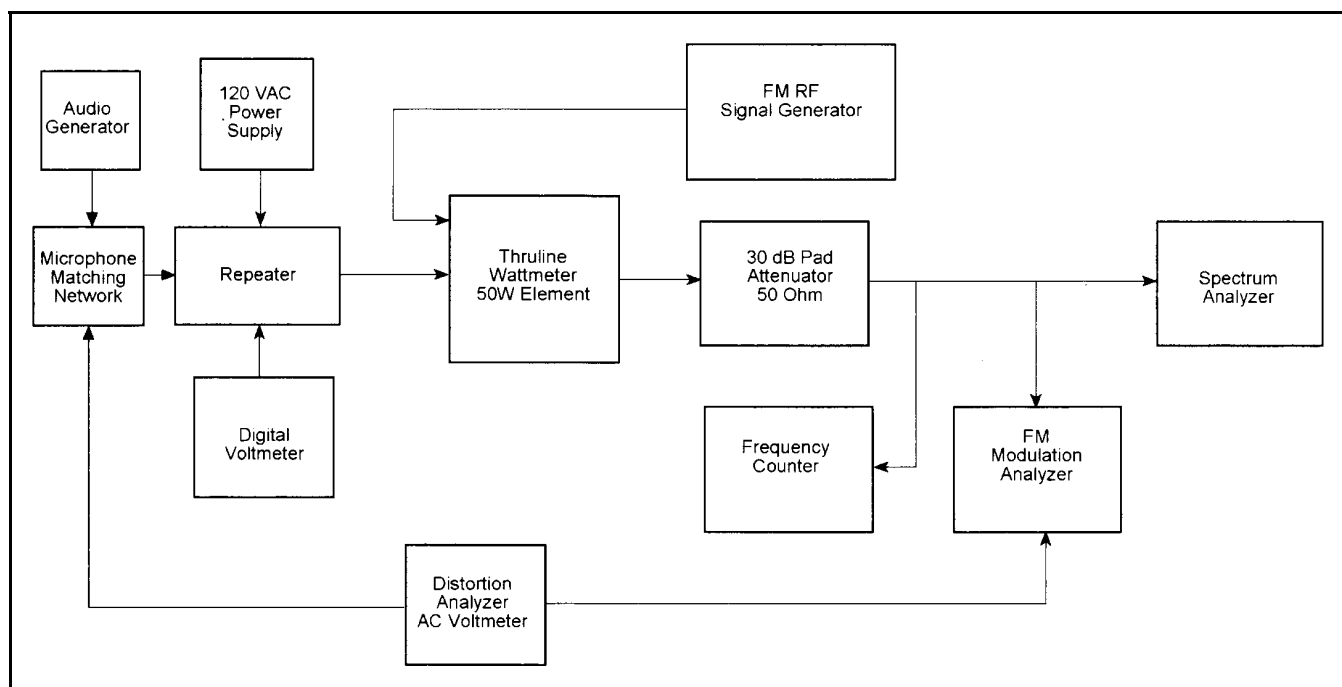 Audio
Generator
120 VAC
Power
Supply
FM RF
Signal Generator
Microphone
Matching
Network
Repeater
Thruline
Wattmeter
50W Element
30 dB Pad
Attenuator
50 Ohm
Spectrum
Analyzer
Digital
Voltmeter
Frequency
Counter
FM
Modulation
Analyzer
Distortion
Analyzer
AC Voltmeter